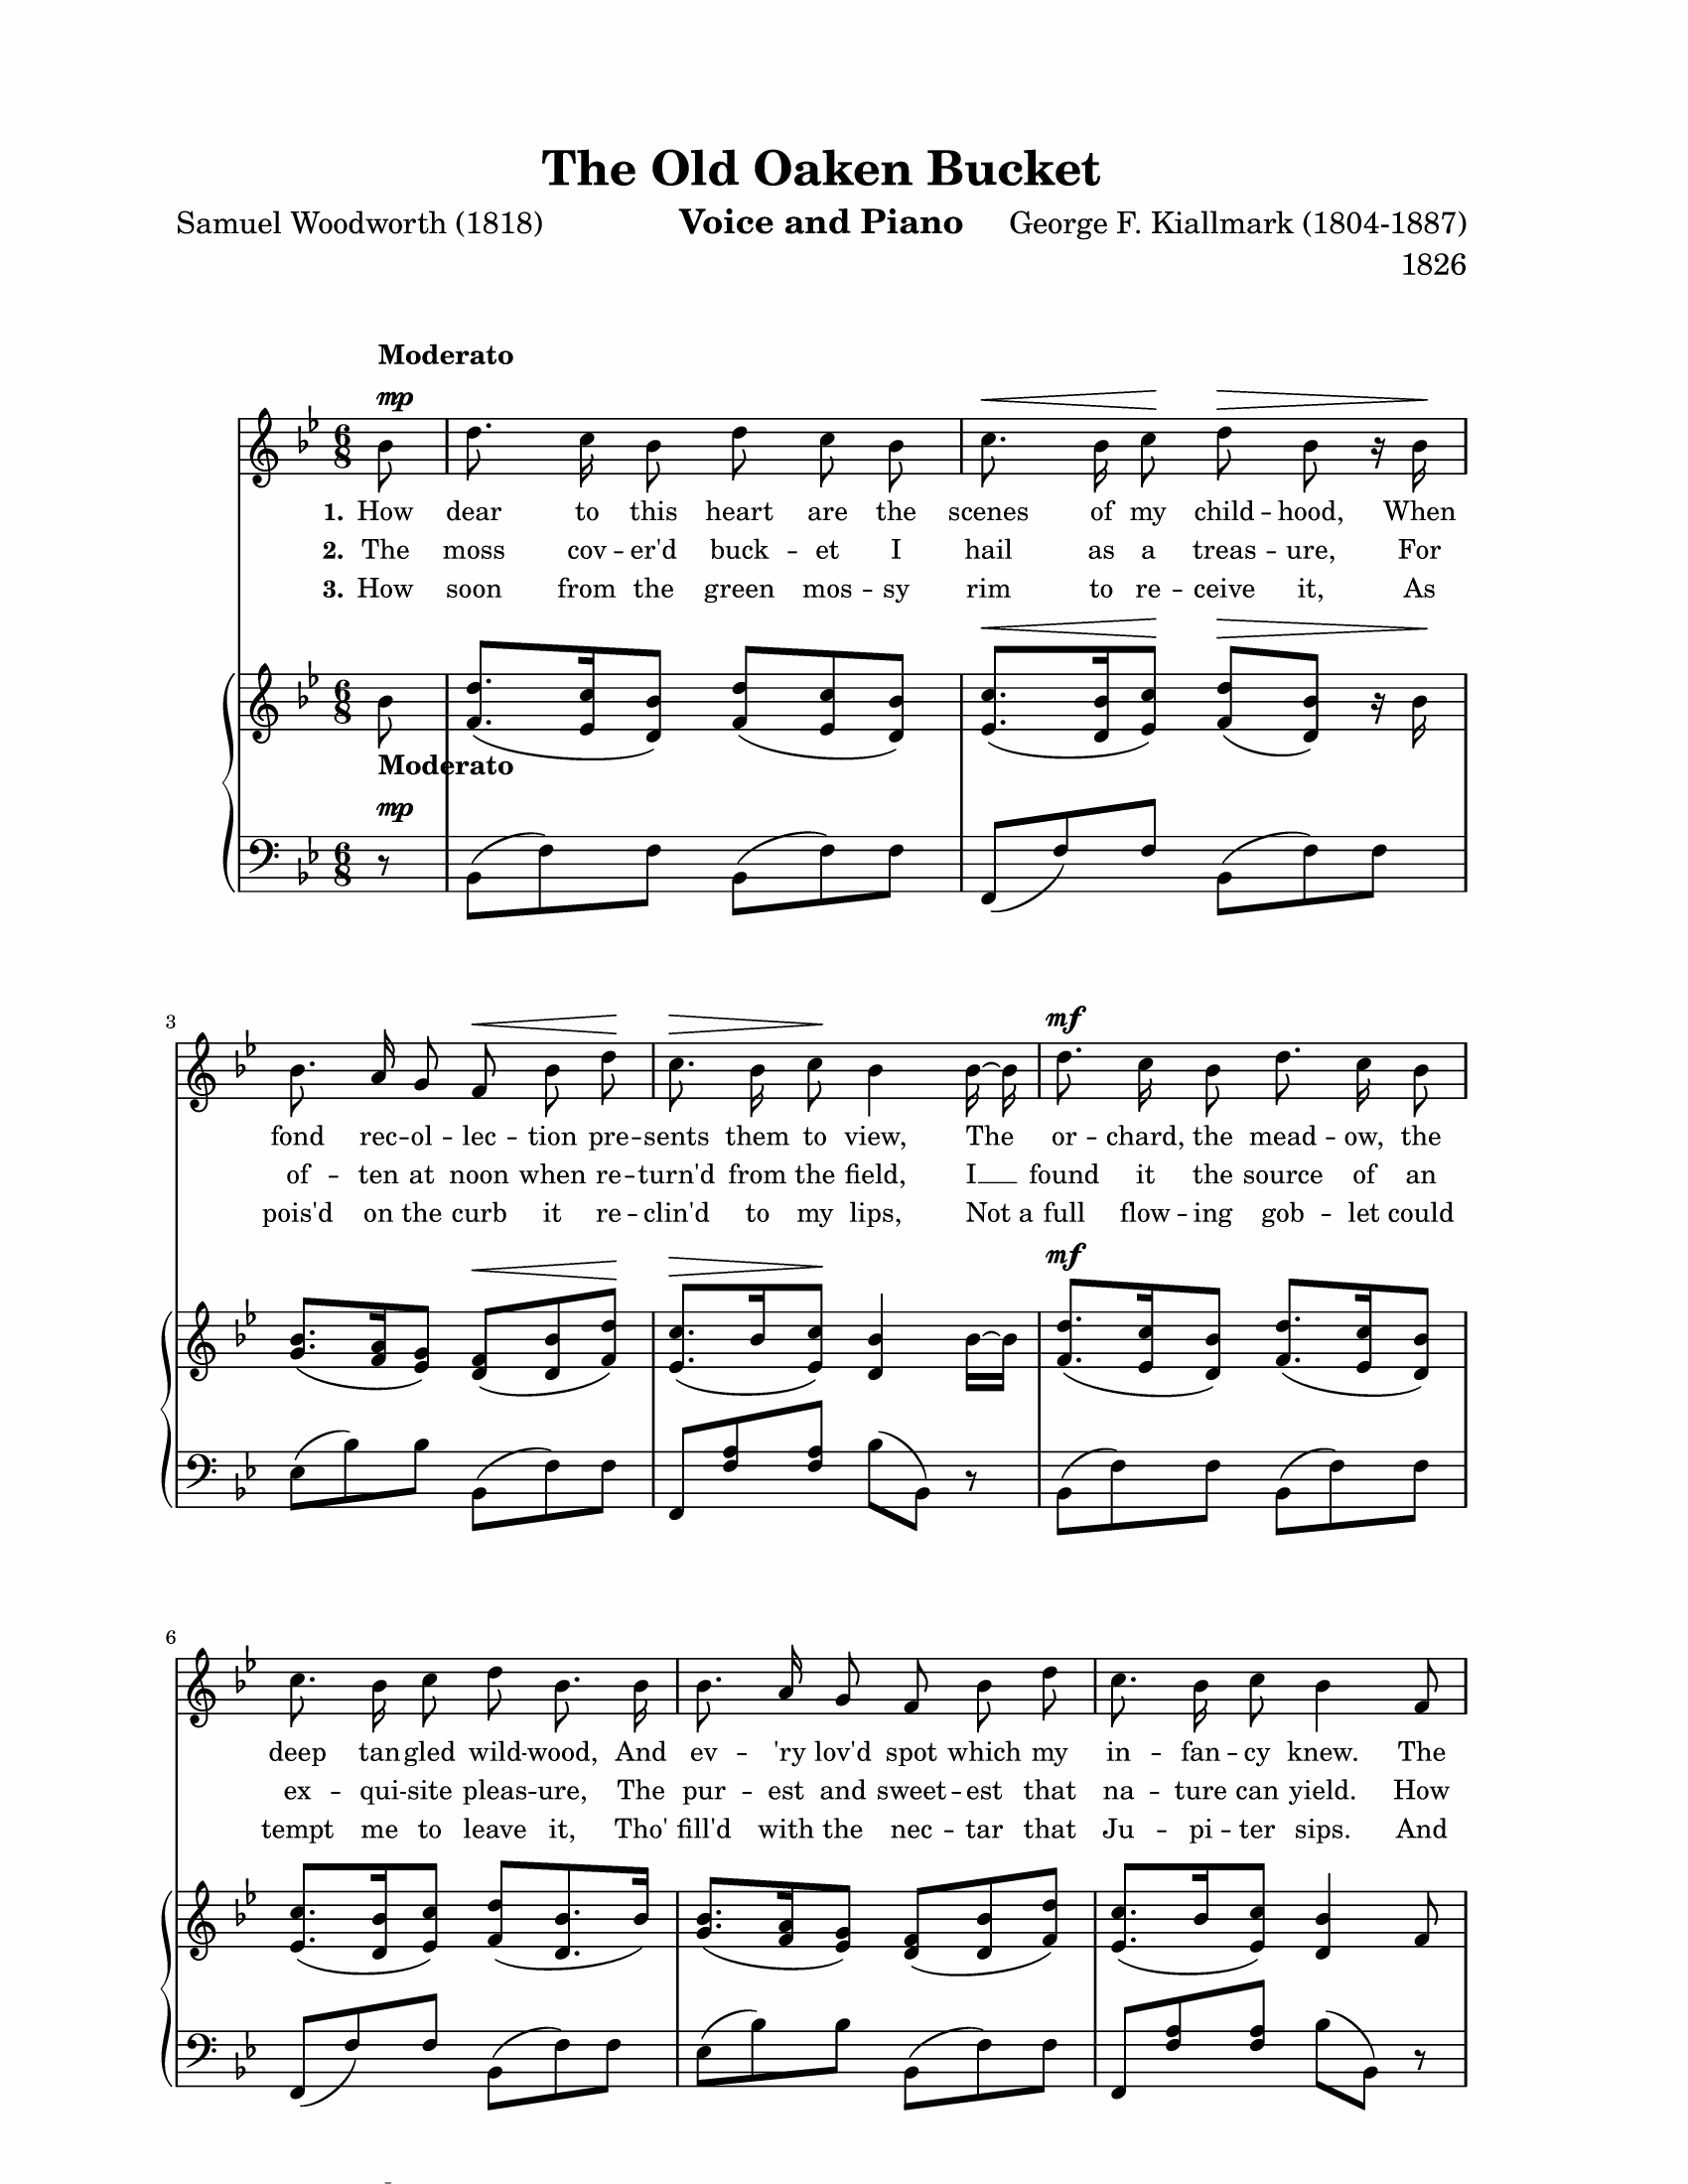 The Old Oaken Bucket
Samuel Woodworth (1818) Voice and Piano George F. Kiallmark (1804-1887)
1826
Moderato
mp
1. How dear to this heart are the scenes of my child -- hood, When
2. The moss cov -- er'd buck -- et I hail as a treas -- ure, For
3. How soon from the green mos -- sy rim to re -- ceive it, As
Moderato
mp
3
mf
fond rec -- ol -- lec -- tion pre -- sents them to view, The or -- chard, the mead -- ow, the
of -- ten at noon when re -- turn'd from the field, I __ found it the source of an
pois'd on the curb it re -- clin'd to my lips, Not a full flow -- ing gob -- let could
mf
6
deep tan -- gled wild -- wood, And ev -- 'ry lov'd spot which my in -- fan -- cy knew. The
ex -- qui -- site pleas -- ure, The pur -- est and sweet -- est that na -- ture can yield. How
tempt me to leave it, Tho' fill'd with the nec -- tar that Ju -- pi -- ter sips. And